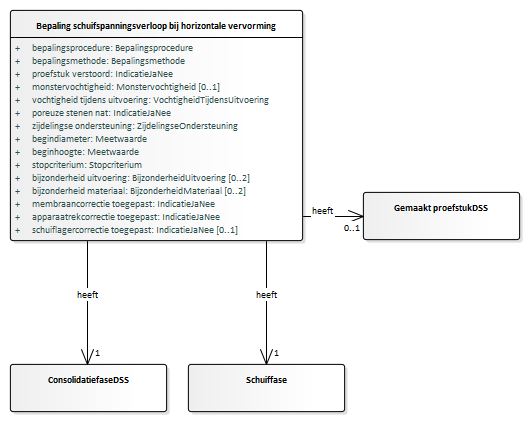 Bepaling schuifspanningsverloop bij horizontale vervorming
+ bepalingsprocedure: Bepalingsprocedure
+ bepalingsmethode: Bepalingsmethode
+ proefstuk verstoord: IndicatieJaNee
+ monstervochtigheid: Monstervochtigheid [0..1]
+ vochtigheid tijdens uitvoering: VochtigheidTijdensUitvoering
+ poreuze stenen nat: IndicatieJaNee
+ zijdelingse ondersteuning: ZijdelingseOndersteuning
+ begindiameter: Meetwaarde
+ beginhoogte: Meetwaarde
+ stopcriterium: Stopcriterium
+ bijzonderheid uitvoering: BijzonderheidUitvoering [0..2]
+ bijzonderheid materiaal: BijzonderheidMateriaal [0..2]
+ membraancorrectie toegepast: IndicatieJaNee
+ apparaatrekcorrectie toegepast: IndicatieJaNee
+ schuiflagercorrectie toegepast: IndicatieJaNee [0..1]
heeft
0..1
Gemaakt proefstukDSS
heeft
heeft
1
1
ConsolidatiefaseDSS
Schuiffase